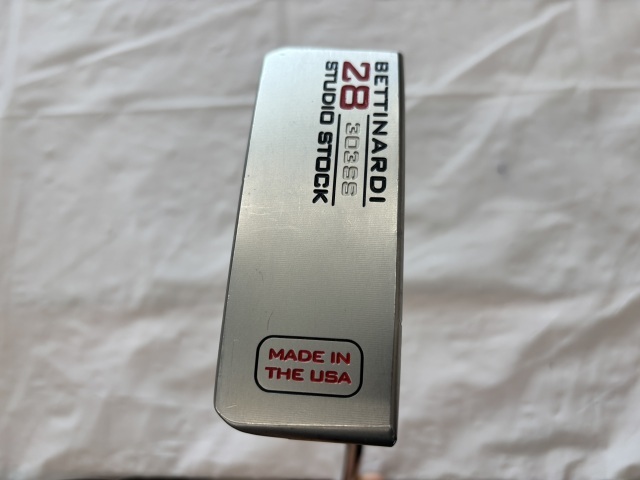 BETTINARDI
28 303SS
STUDIO STOCK
MADE IN
THE USA